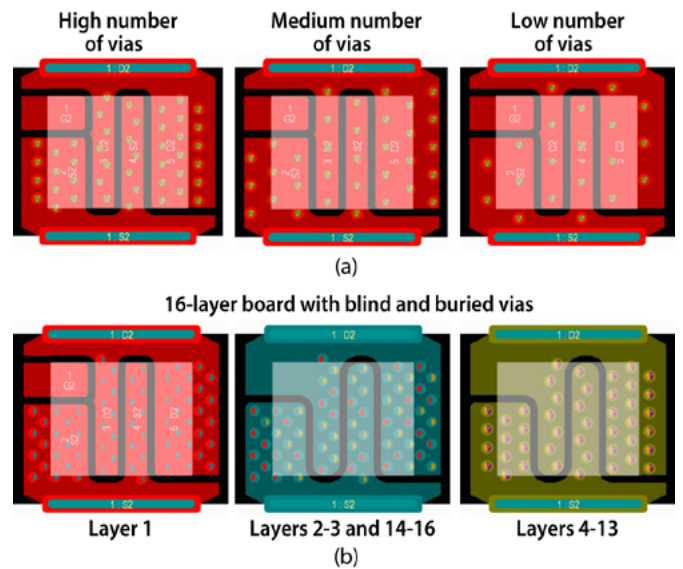 High number
of vias
Medium number
of vias
Low number
of vias
1 : D2
1 : D2
1 : D2
1
G2
1
G2
1
G2
2
S2
3 D2
4 S2
5 D2
2
S2
3 D2
4 S2
5 D2
2
S2
3 D2
4 S2
5 D2
1 : S2
1 : S2
1 : S2
(a)
16-layer board with blind and buried vias
1 : D2
1 : D2
1 : D2
1
G2
2
S2
3 D2
4 S2
5 D2
1 : S2
1 : S2
1 : S2
Layer 1
Layers 2-3 and 14-16
Layers 4-13
(b)